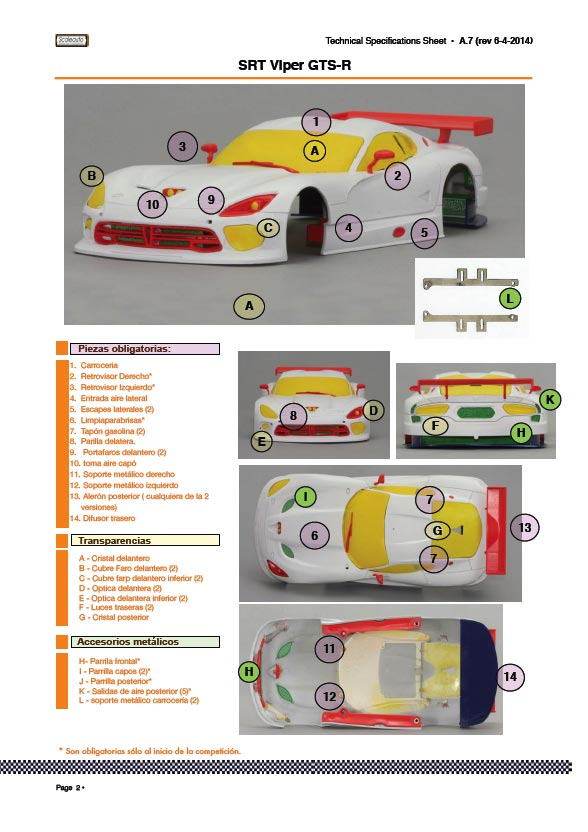 Scaleauto
Technical Specifications Sheet • A.7 (rev 6-4-2014)
SRT Viper GTS-R
1
A
3
B
2
10
9
C
4
5
A
L
Piezas obligatorias:
1. Carroceria
2. Retrovisor Derecho*
3. Retrovisor Izquierdo*
4. Entrada aire lateral
5. Escapes laterales (2)
6. Limpiaparabrisas*
7. Tapón gasolina (2)
8. Parilla delatera.
9. Portafaros delantero (2)
10. toma aire capó
11. Soporte metálico derecho
12. Soporte metálico izquierdo
13. Alerón posterior ( cualquiera de la 2
versiones)
14. Difusor trasero
8
D
E
K
F
H
Transparencias
A - Cristal delantero
B - Cubre Faro delantero (2)
C - Cubre farp delantero inferior (2)
D - Optica delantera (2)
E - Optica delantera inferior (2)
F - Luces traseras (2)
G - Cristal posterior
I
7
6
G
13
7
Accesorios metálicos
H- Parrilla frontal*
I - Parrilla capos (2)*
J - Parrilla posterior*
K - Salidas de aire posterior (5)*
L - soporte metálico carroceria (2)
11
H
14
12
* Son obligatorias sólo al inicio de la competición.
Page 2 •